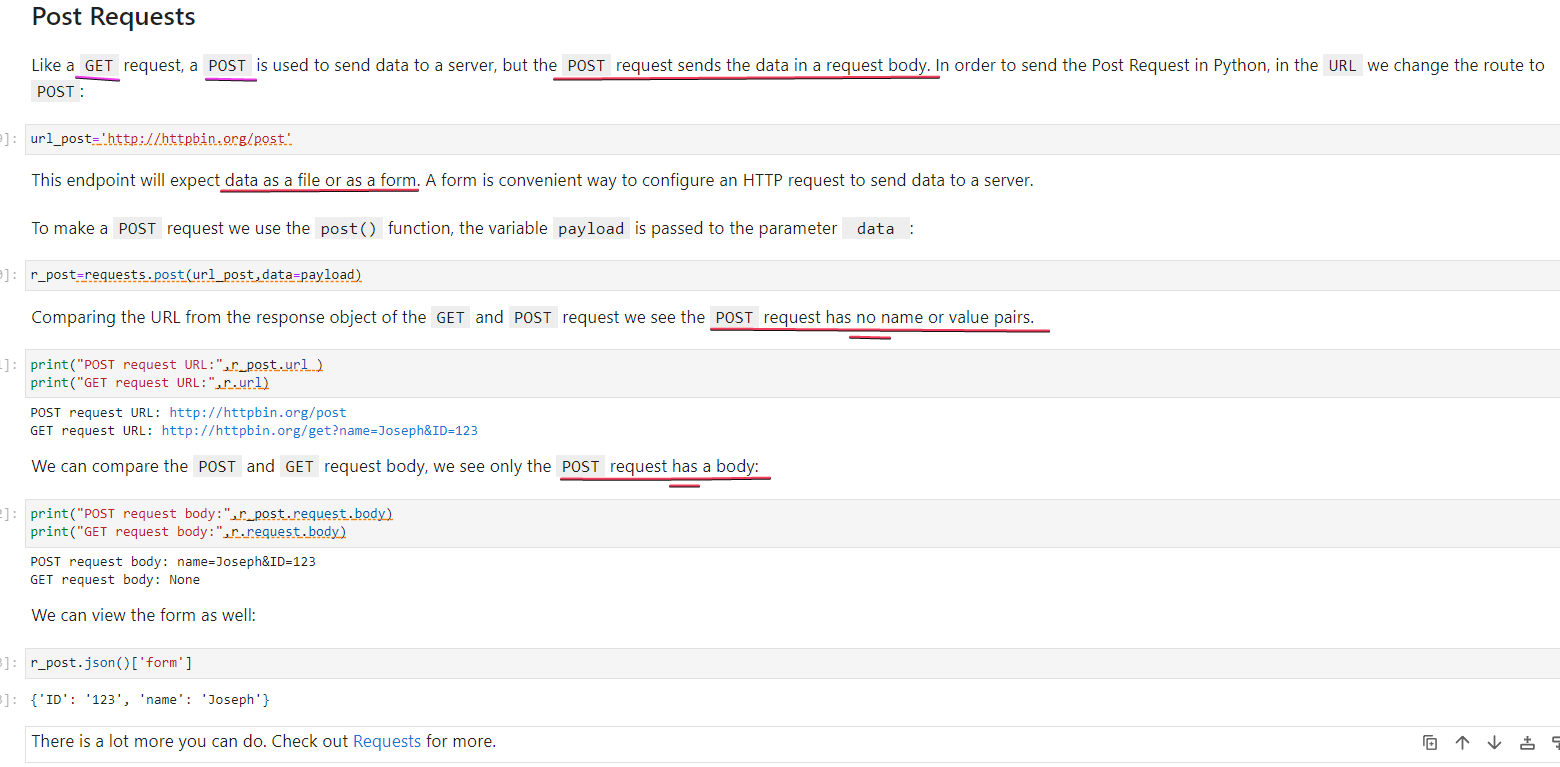 Post Requests
Like a GET request, a POST is used to send data to a server, but the POST request sends the data in a request body. In order to send the Post Request in Python, in the URL we change the route to
POST :
]: url_post='http://httpbin.org/post'
This endpoint will expect data as a file or as a form. A form is convenient way to configure an HTTP request to send data to a server.
To make a POST request we use the post() function, the variable payload is passed to the parameter data :
]: r_post=requests.post(url_post,data=payload)
Comparing the URL from the response object of the GET and POST request we see the POST request has no name or value pairs.
]: print("POST request URL:",r_post.url )
print("GET request URL:",r.url)
POST request URL: http://httpbin.org/post
GET request URL: http://httpbin.org/get?name=Joseph&ID=123
We can compare the POST and GET request body, we see only the POST request has a body:
]: print("POST request body:",r_post.request.body)
print("GET request body:",r.request.body)
POST request body: name=Joseph&ID=123
GET request body: None
We can view the form as well:
]: r_post.json()['form']
]: {'ID': '123', 'name': 'Joseph'}
There is a lot more you can do. Check out Requests for more.